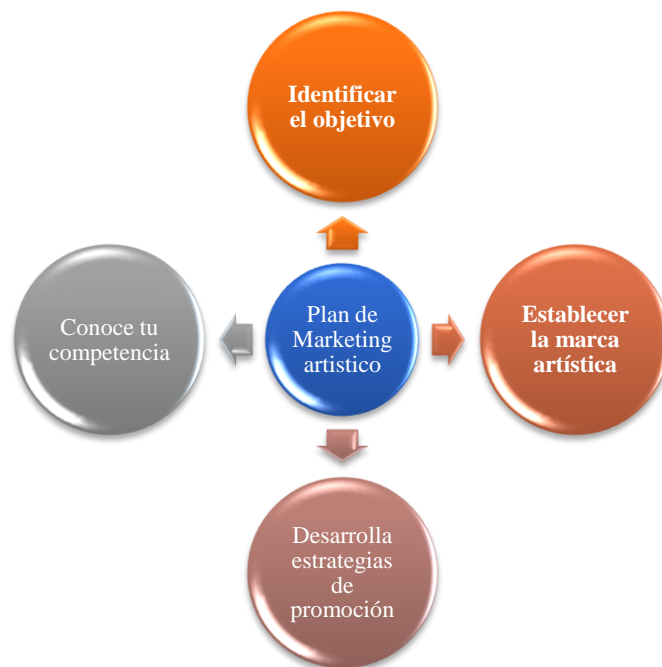 Identificar
el objetivo
Conoce tu
competencia
Plan de
Marketing
artistico
Establecer
la marca
artística
Desarrolla
estrategias
de
promoción